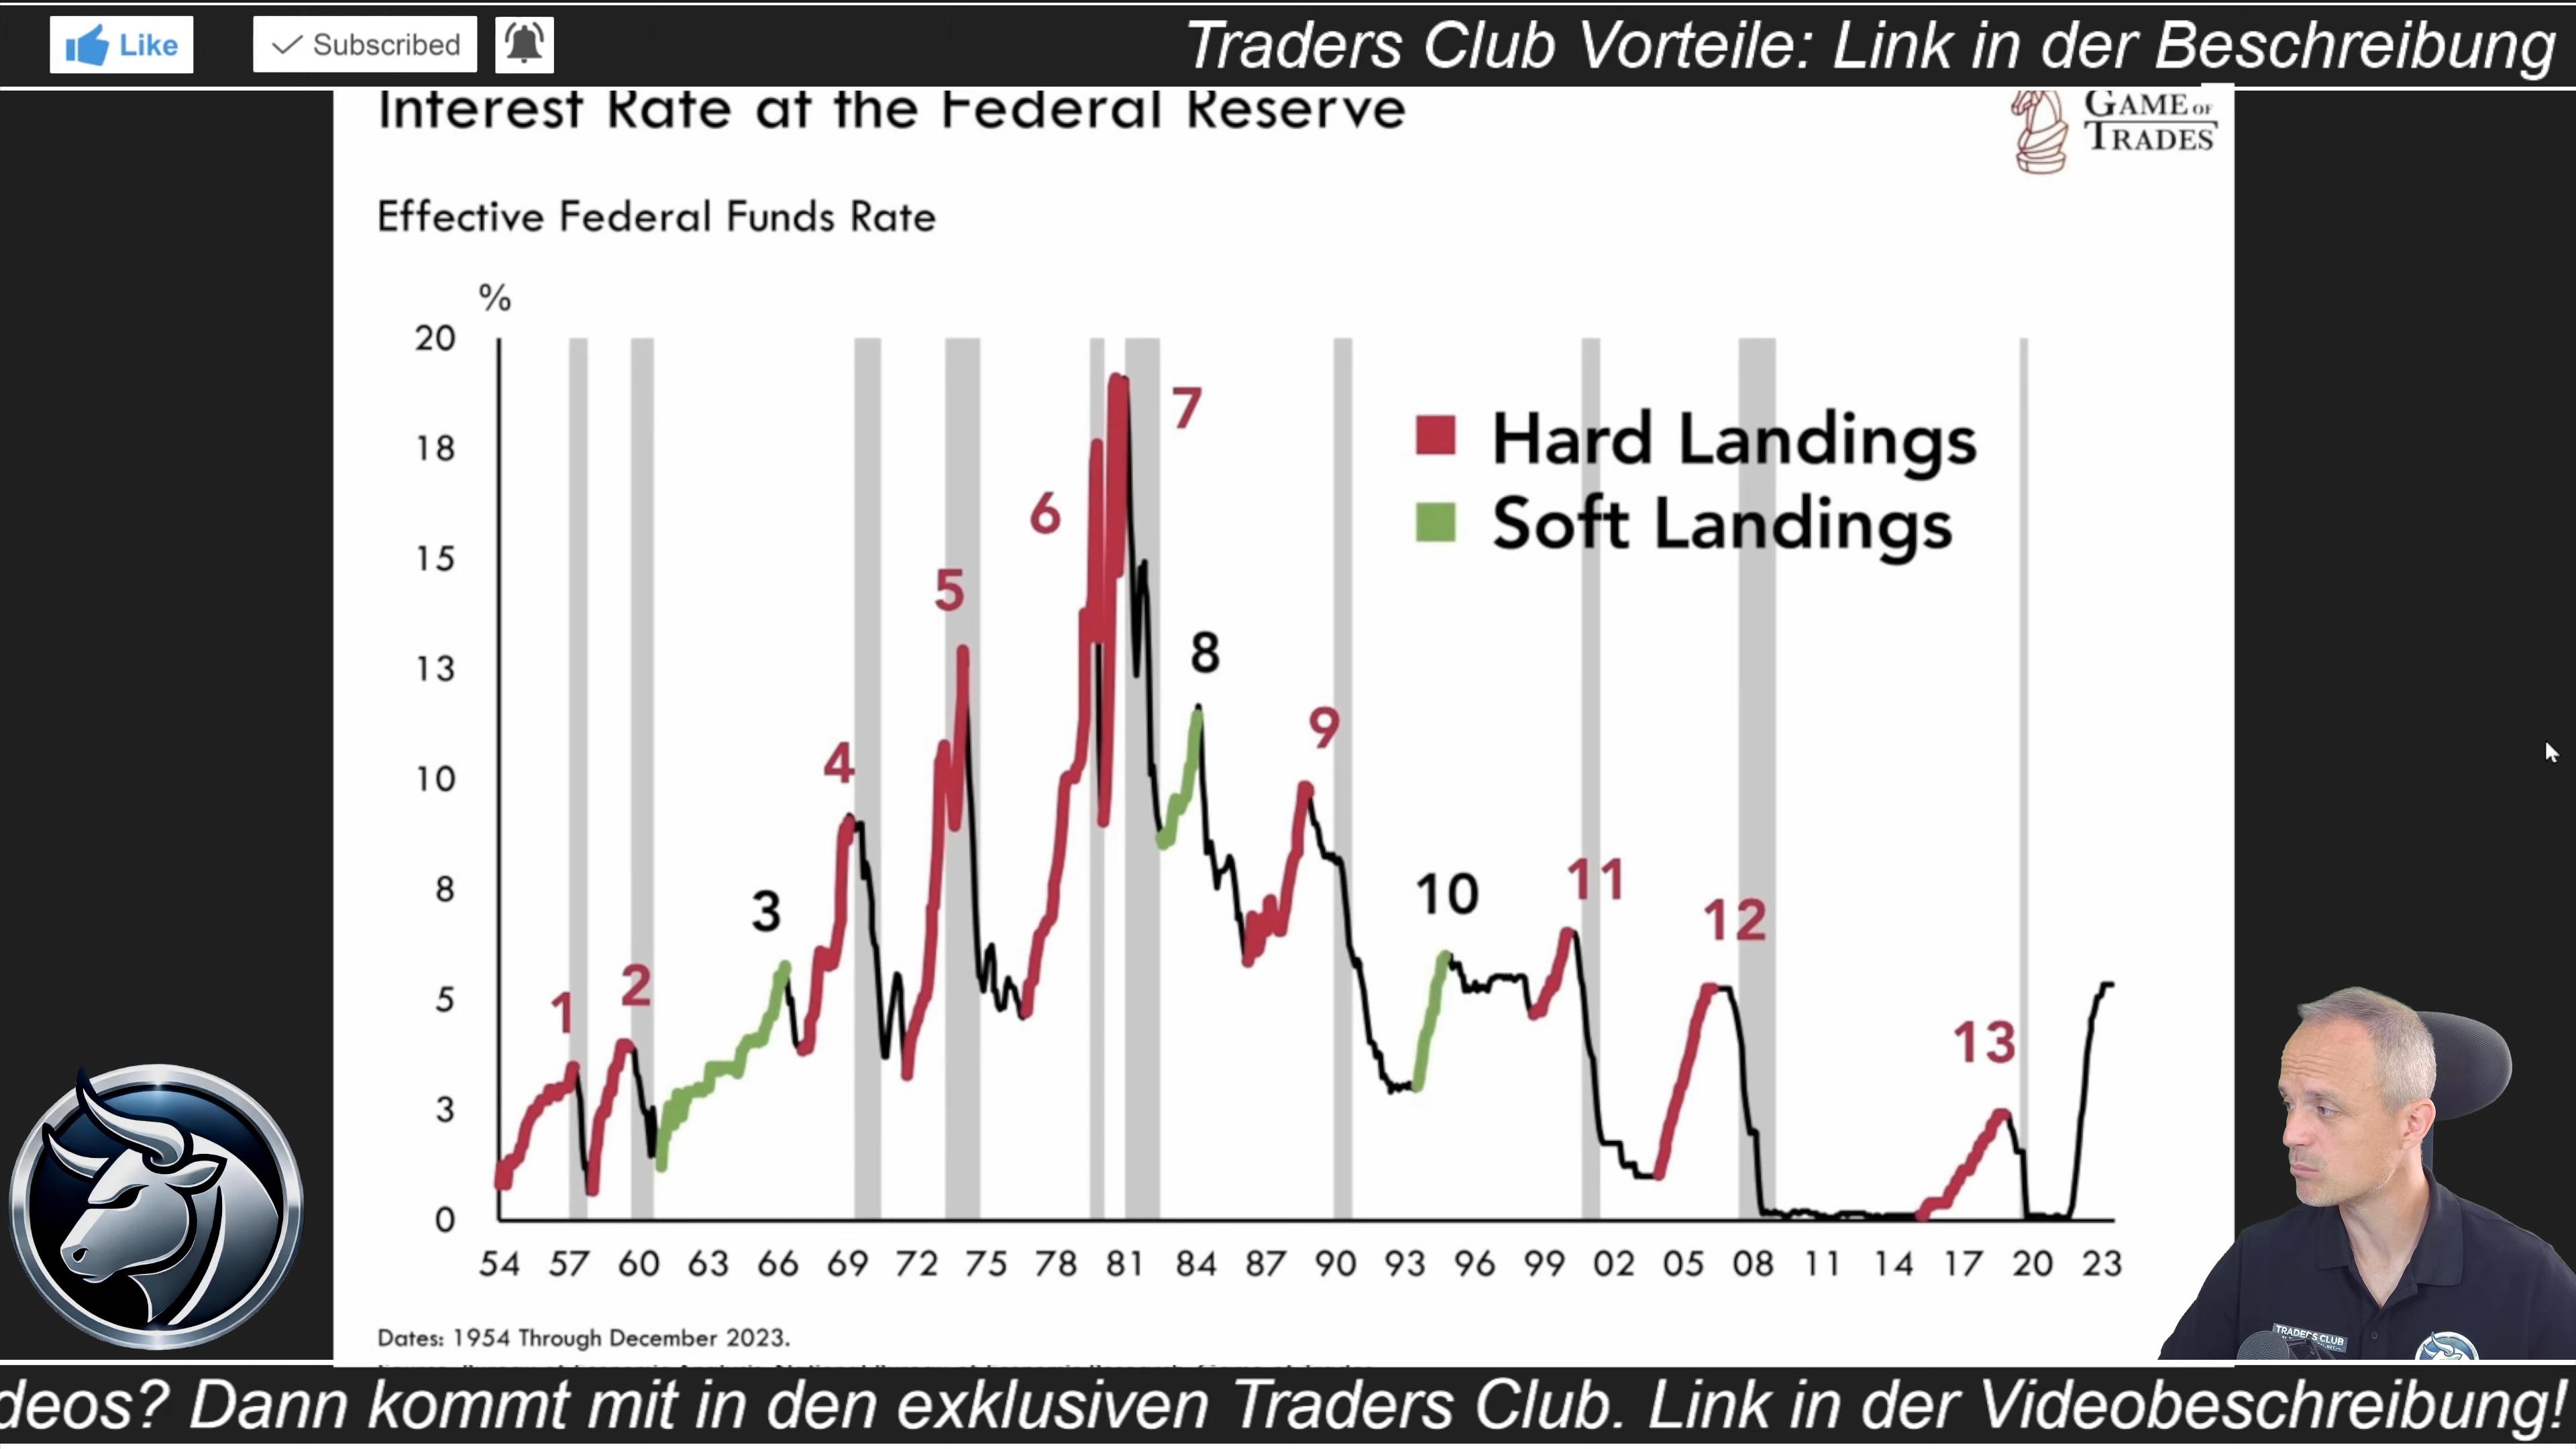 Like
Subscribed
Traders Club Vorteile: Link in der Beschreibung
Interest Rate at the Federal Reserve
GAME OF
TRADES
Effective Federal Funds Rate
%
20
18
15
13
10
8
5
3
0
Hard Landings
Soft Landings
1
2
3
4
5
6
7
8
9
10
11
12
13
54 57 60 63 66 69 72 75 78 81 84 87 90 93 96 99 02 05 08 11 14 17 20 23
Dates: 1954 Through December 2023.
TRADERS CLUB
deos? Dann kommt mit in den exklusiven Traders Club. Link in der Videobeschreibung!